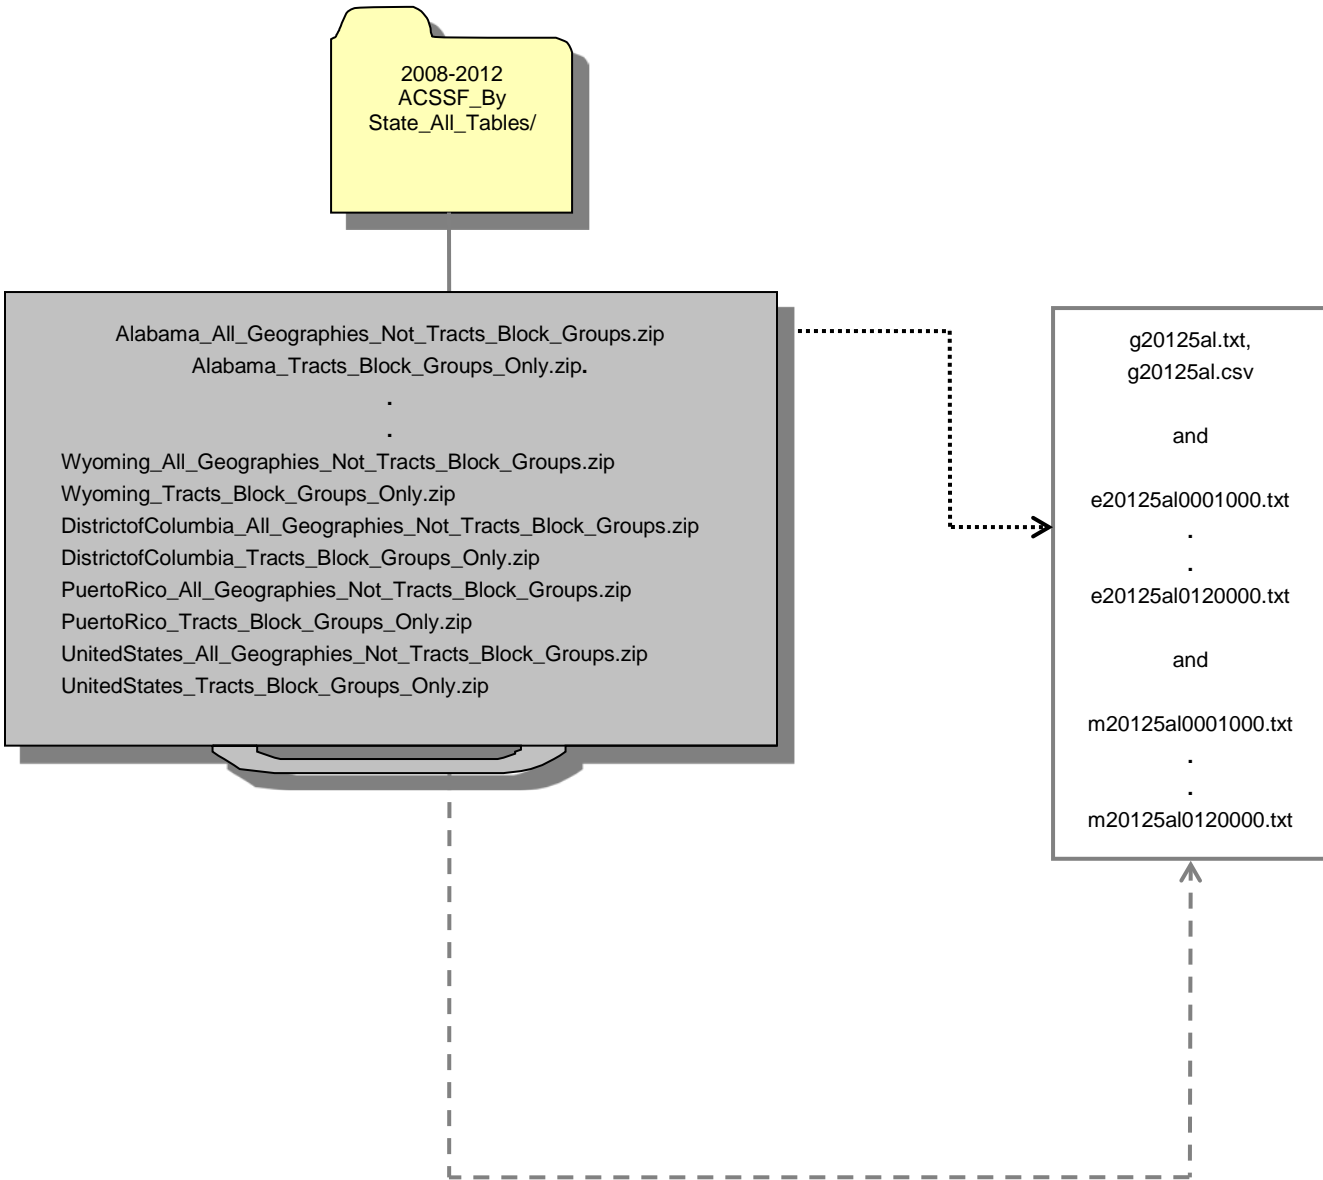 2008-2012
ACSSF_By
State_All_Tables/
Alabama_All_Geographies_Not_Tracts_Block_Groups.zip
Alabama_Tracts_Block_Groups_Only.zip.
.
.
Wyoming_All_Geographies_Not_Tracts_Block_Groups.zip
Wyoming_Tracts_Block_Groups_Only.zip
DistrictofColumbia_All_Geographies_Not_Tracts_Block_Groups.zip
DistrictofColumbia_Tracts_Block_Groups_Only.zip
PuertoRico_All_Geographies_Not_Tracts_Block_Groups.zip
PuertoRico_Tracts_Block_Groups_Only.zip
UnitedStates_All_Geographies_Not_Tracts_Block_Groups.zip
UnitedStates_Tracts_Block_Groups_Only.zip
g20125al.txt,
g20125al.csv
and
e20125al0001000.txt
.
.
e20125al0120000.txt
and
m20125al0001000.txt
.
.
m20125al0120000.txt